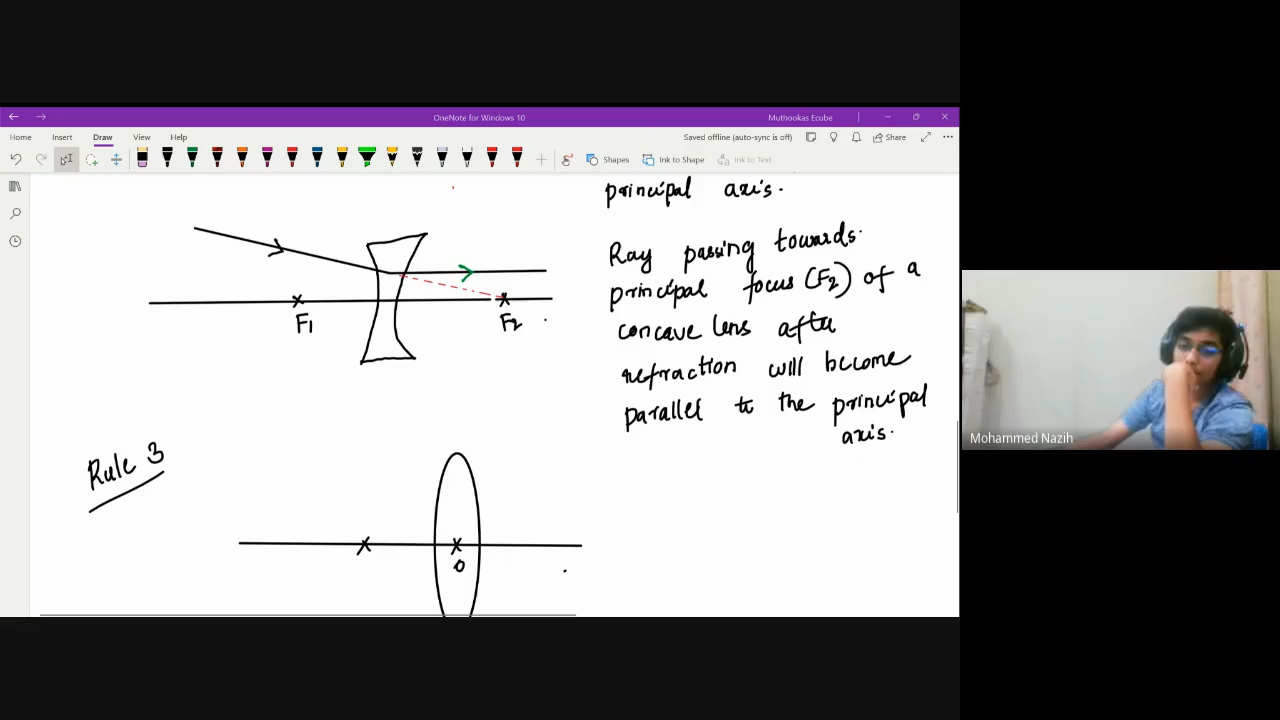 OneNote for Windows 10
Muthookas Ecube
Home Insert Draw View Help
Saved offline (auto-sync is off)
Share
Shapes
Ink to Shape
Ink to Text
principal axis.
Ray passing towards
principal focus (F2) of a
concave lens after
refraction will become
parallel to the principal
axis.
F1
F2
Rule 3
O
Mohammed Nazih